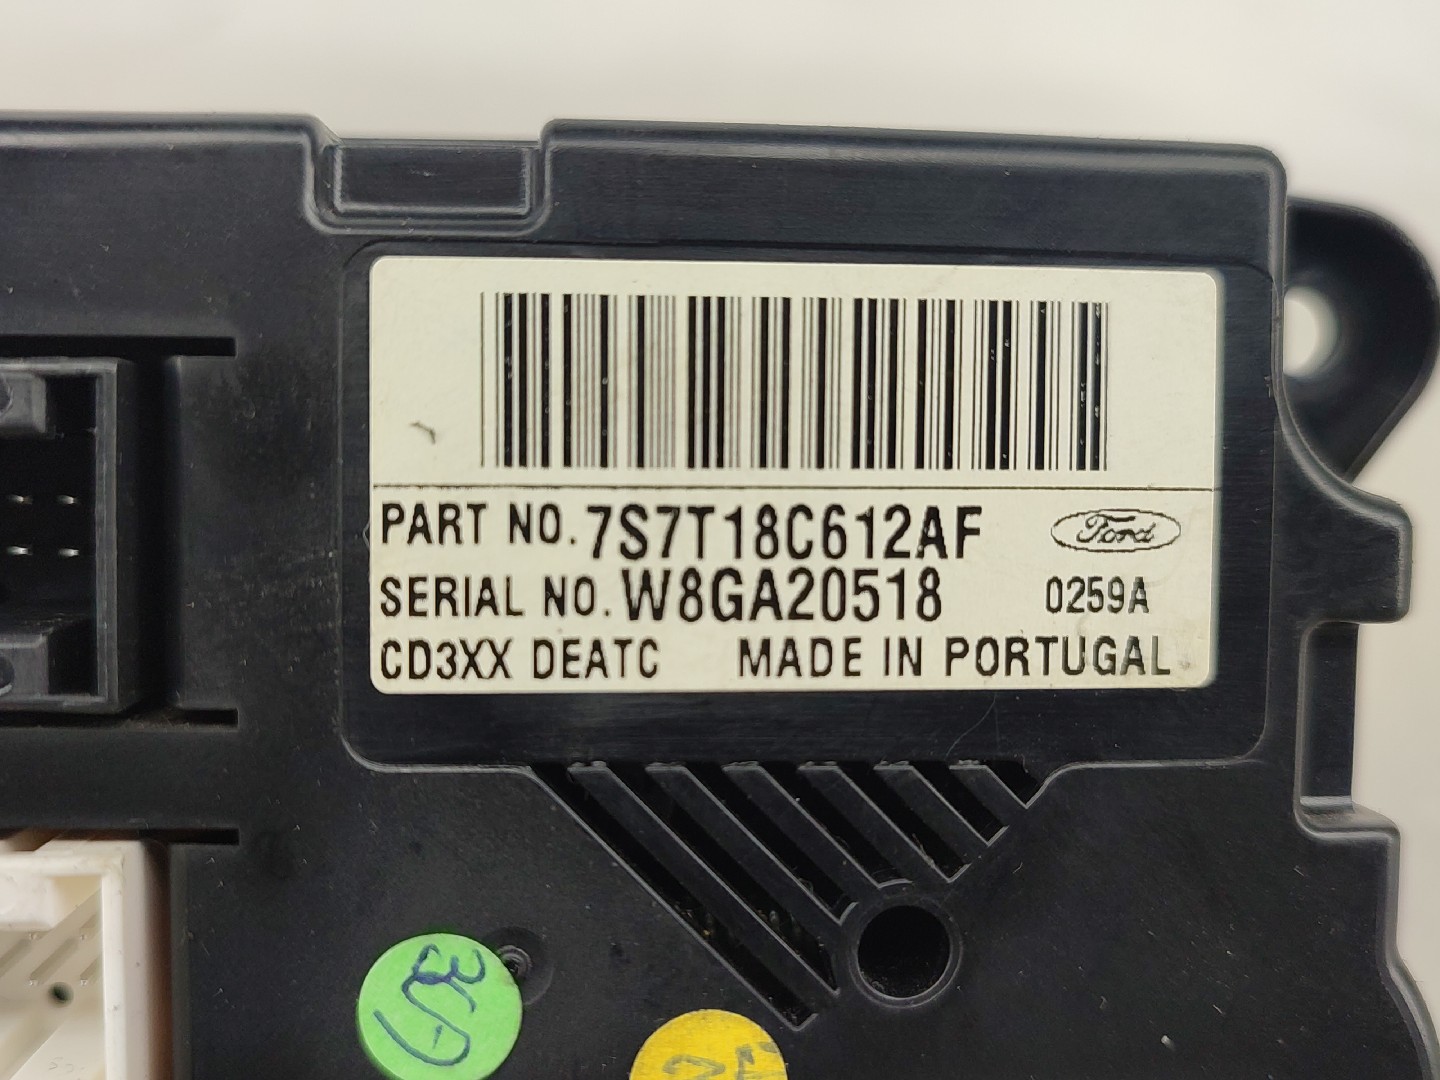 PART NO. 7S7T18C612AF Ford
SERIAL NO. W8GA20518 0259A
CD3XX DEATC MADE IN PORTUGAL